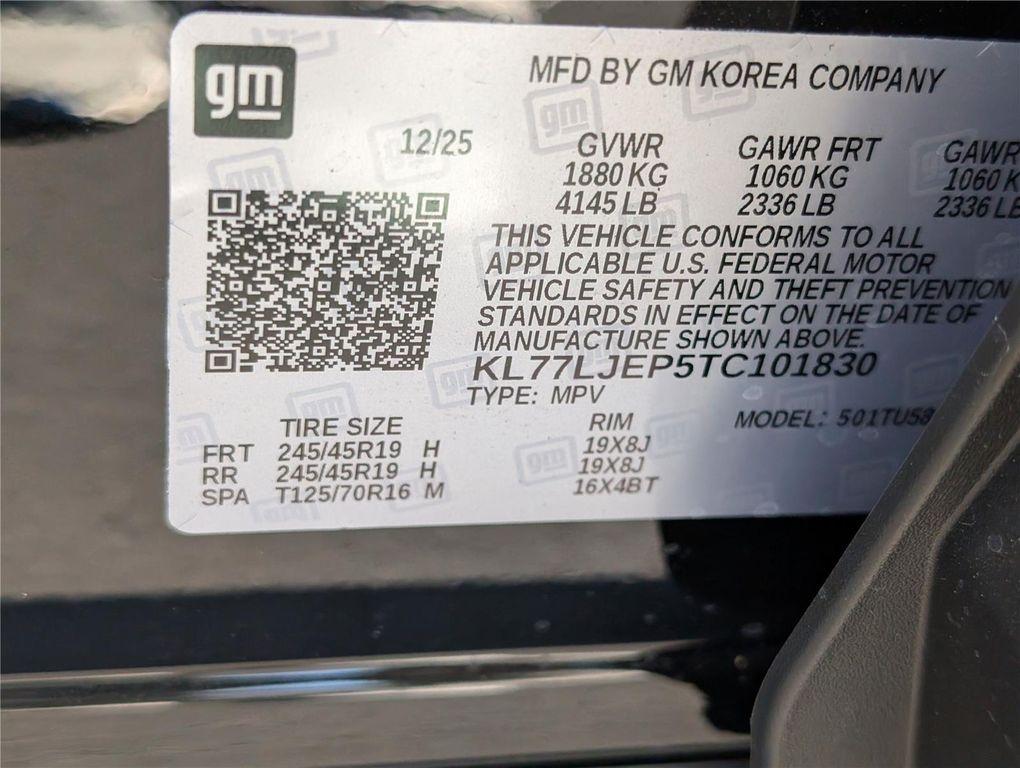 gm
MFD BY GM KOREA COMPANY
12/25
GVWR GAWR FRT GAWR
1880 KG 1060 KG 1060 K
4145 LB 2336 LB 2336 LB
THIS VEHICLE CONFORMS TO ALL
APPLICABLE U.S. FEDERAL MOTOR
VEHICLE SAFETY AND THEFT PREVENTION
STANDARDS IN EFFECT ON THE DATE OF
MANUFACTURE SHOWN ABOVE.
KL77LJEP5TC101830
TYPE: MPV
MODEL: 501TU58
TIRE SIZE RIM
FRT 245/45R19 H 19X8J
RR 245/45R19 H 19X8J
SPA T125/70R16 M 16X4BT